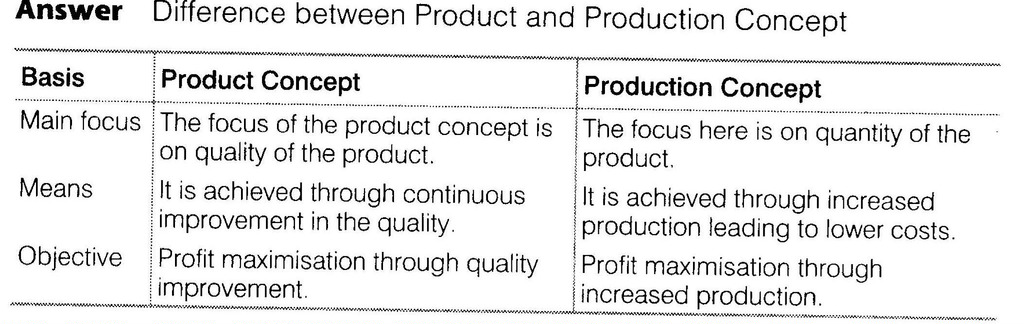 Answer Difference between Product and Production Concept
Basis Product Concept Production Concept
Main focus The focus of the product concept is The focus here is on quantity of the
on quality of the product. product.
Means It is achieved through continuous It is achieved through increased
improvement in the quality. production leading to lower costs.
Objective Profit maximisation through quality Profit maximisation through
improvement. increased production.